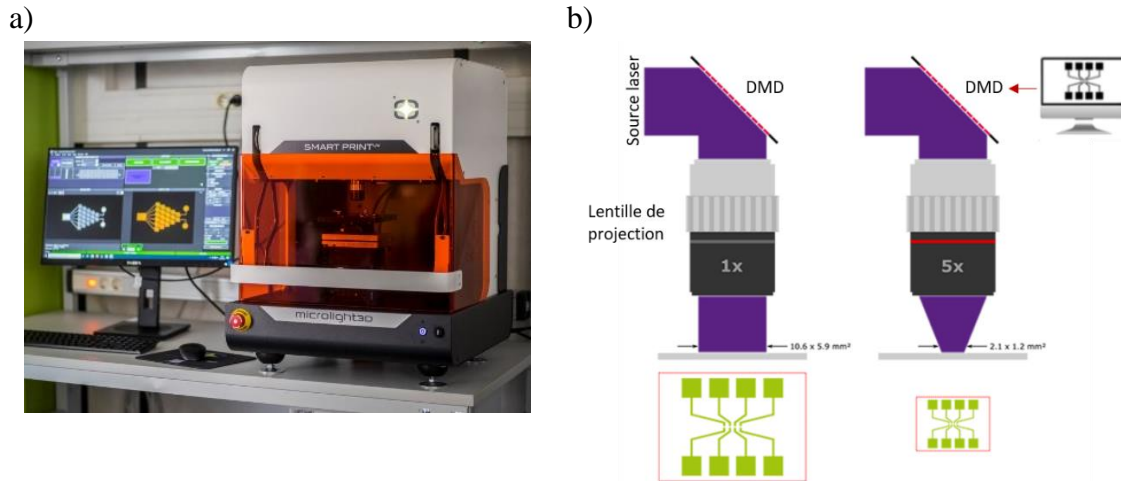 a)
b)
SMART PRINT UV
microlight3D
Source laser
DMD
DMD
Lentille de
projection
1x
5x
10.6 x 5.9 mm²
2.1 x 1.2 mm²